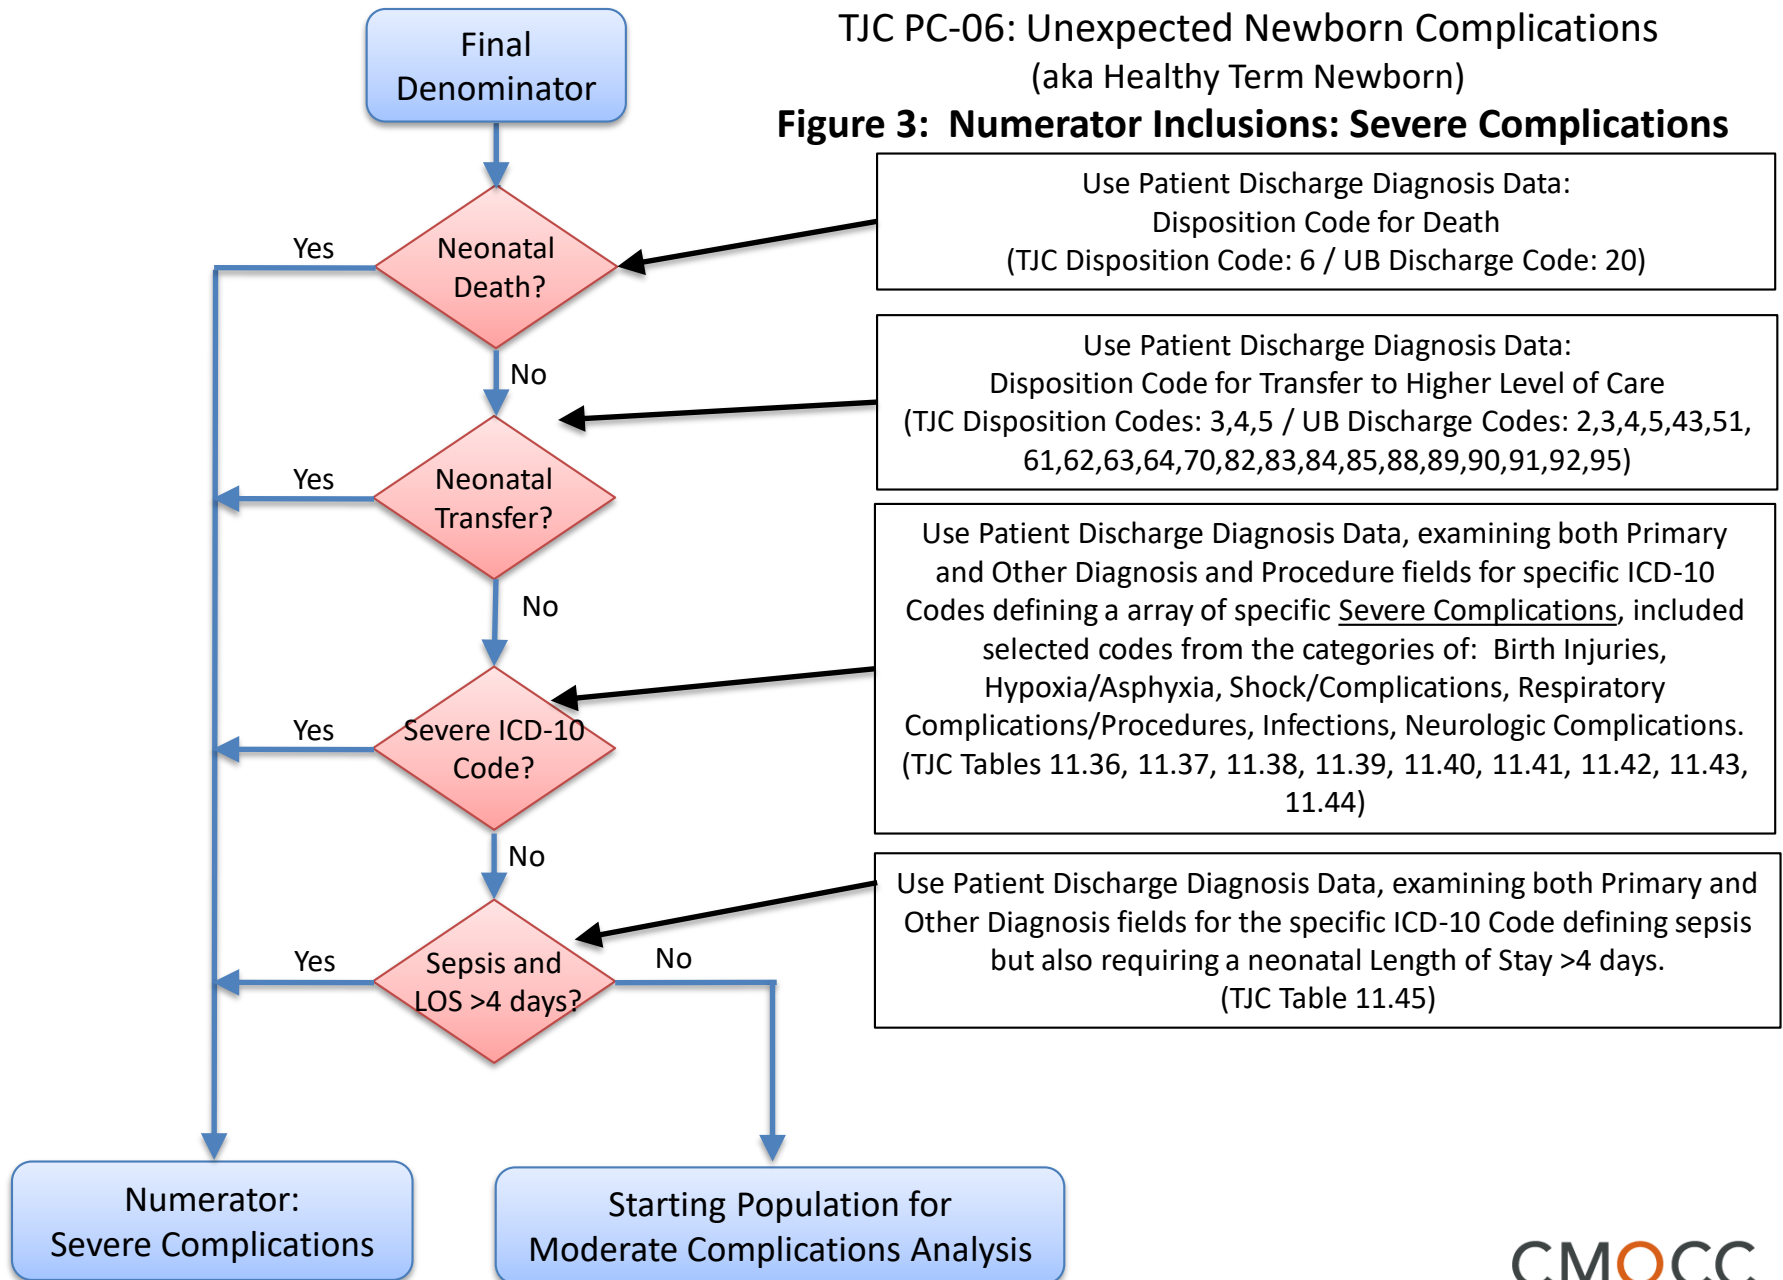 TJC PC-06: Unexpected Newborn Complications
(aka Healthy Term Newborn)
Figure 3:  Numerator Inclusions: Severe Complications
Final
Denominator
Use Patient Discharge Diagnosis Data:
Disposition Code for Death
(TJC Disposition Code: 6 / UB Discharge Code: 20)
Yes
Neonatal
Death?
No
Use Patient Discharge Diagnosis Data:
Disposition Code for Transfer to Higher Level of Care
(TJC Disposition Codes: 3,4,5 / UB Discharge Codes: 2,3,4,5,43,51,
61,62,63,64,70,82,83,84,85,88,89,90,91,92,95)
Yes
Neonatal
Transfer?
No
Use Patient Discharge Diagnosis Data, examining both Primary
and Other Diagnosis and Procedure fields for specific ICD-10
Codes defining a array of specific Severe Complications, included
selected codes from the categories of:  Birth Injuries,
Hypoxia/Asphyxia, Shock/Complications, Respiratory
Complications/Procedures, Infections, Neurologic Complications.
(TJC Tables 11.36, 11.37, 11.38, 11.39, 11.40, 11.41, 11.42, 11.43,
11.44)
Yes
Severe ICD-10
Code?
No
Use Patient Discharge Diagnosis Data, examining both Primary and
Other Diagnosis fields for the specific ICD-10 Code defining sepsis
but also requiring a neonatal Length of Stay >4 days.
(TJC Table 11.45)
Yes
Sepsis and
LOS >4 days?
No
Numerator:
Severe Complications
Starting Population for
Moderate Complications Analysis
CMQCC